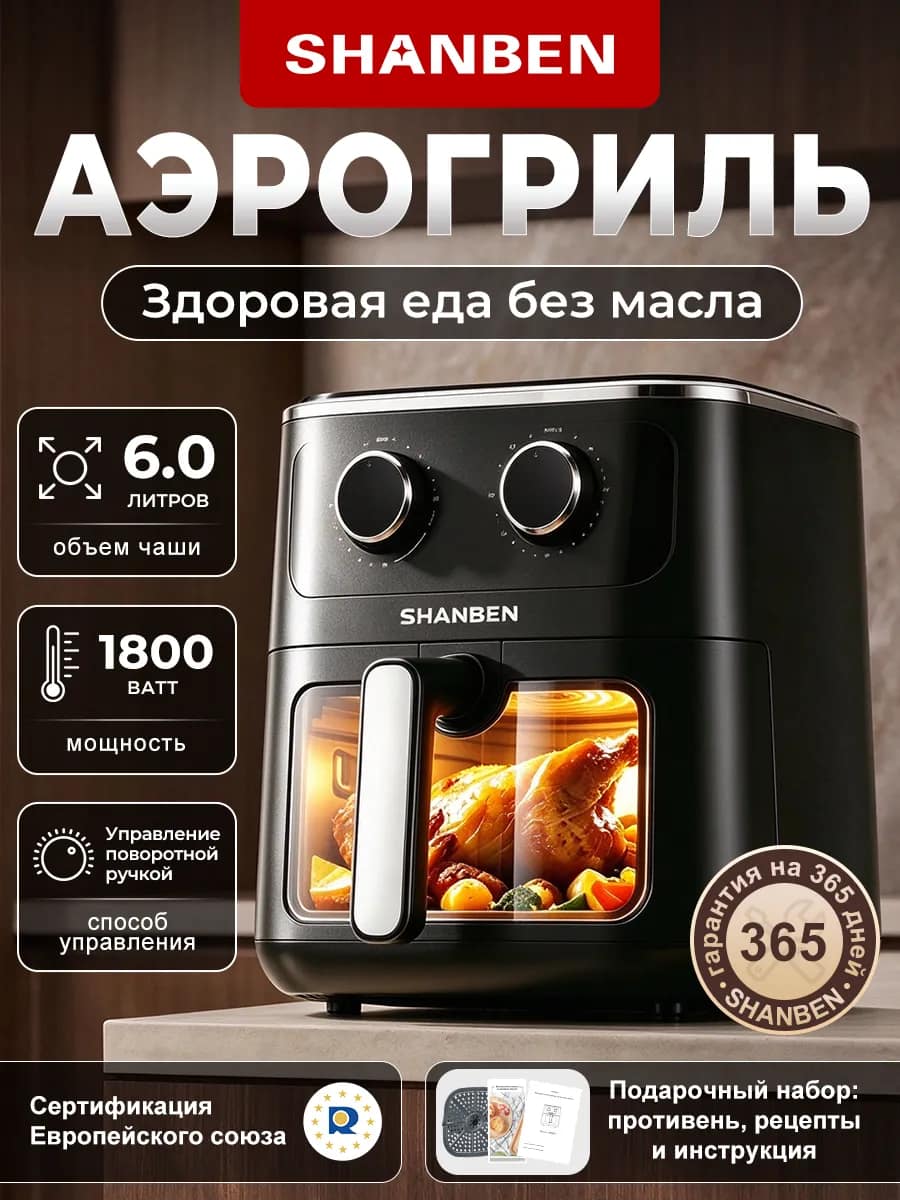 SHANBEN
АЭРОГРИЛЬ
Здоровая еда без масла
6.0
ЛИТРОВ
объем чаши
1800
ВАТТ
МОЩНОСТЬ
Управление
поворотной
ручкой
способ
управления
SHANBEN
гарантия на 365 дней
365
SHANBEN
Сертификация
Европейского союза
R
Подарочный набор:
противень, рецепты
и инструкция